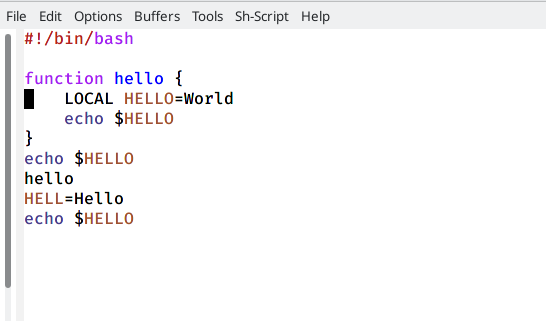 File Edit Options Buffers Tools Sh-Script Help
#!/bin/bash
function hello {
    LOCAL HELLO=World
    echo $HELLO
}
echo $HELLO
hello
HELL=Hello
echo $HELLO